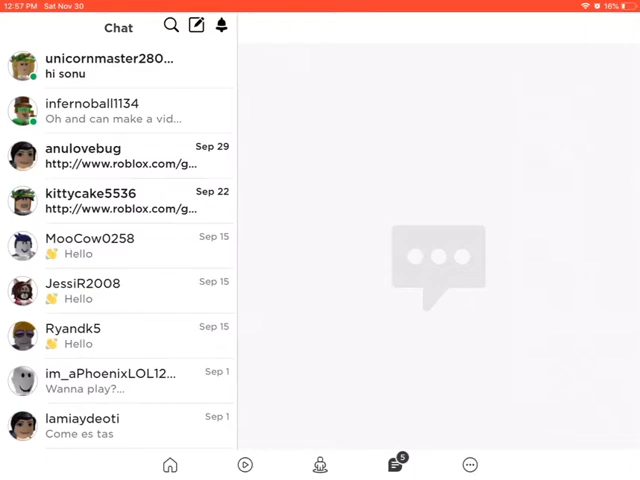 12:57 PM Sat Nov 30 16%
Chat
unicornmaster280...
hi sonu
infernoball1134
Oh and can make a vid...
anulovebug Sep 29
http://www.roblox.com/g...
kittycake5536 Sep 22
http://www.roblox.com/g...
MooCow0258 Sep 15
👋 Hello
JessiR2008 Sep 15
👋 Hello
Ryandk5 Sep 15
👋 Hello
im_aPhoenixLOL12... Sep 1
Wanna play?...
lamiaydeoti Sep 1
Come es tas
5